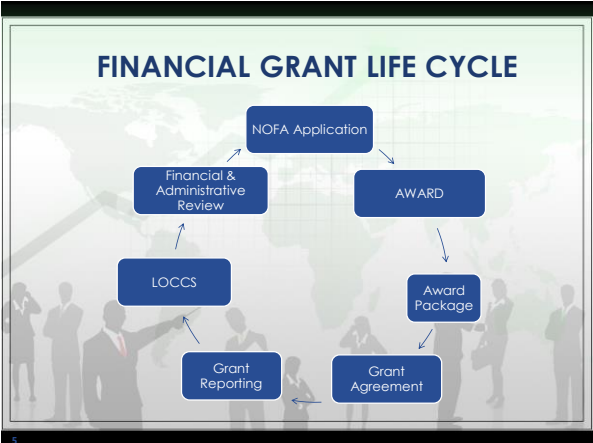 FINANCIAL GRANT LIFE CYCLE
NOFA Application
AWARD
Award
Package
Grant
Agreement
Grant
Reporting
LOCCS
Financial &
Administrative
Review
5